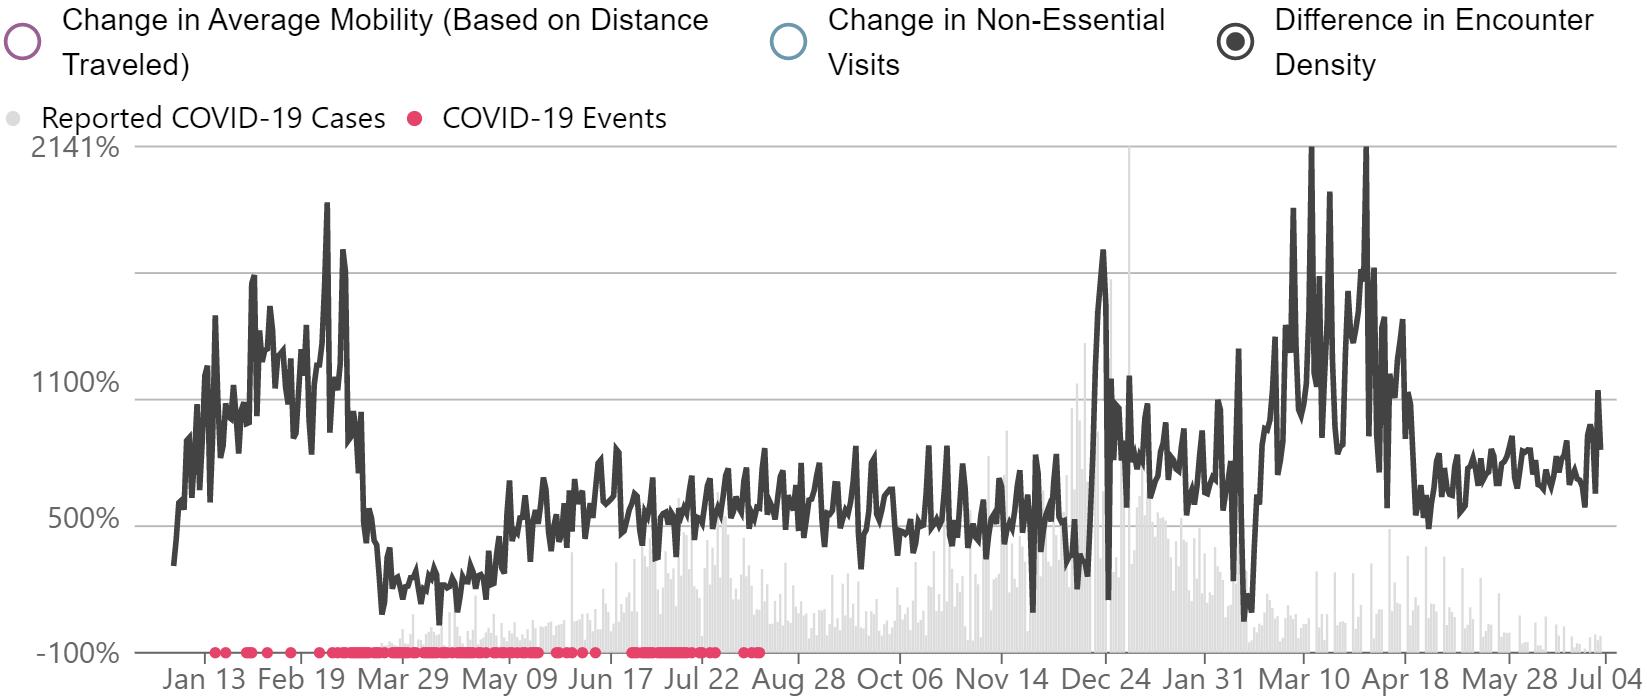 Change in Average Mobility (Based on Distance
Traveled)
Change in Non-Essential
Visits
Difference in Encounter
Density
Reported COVID-19 Cases
COVID-19 Events
2141%
1100%
500%
-100%
Jan 13 Feb 19 Mar 29 May 09 Jun 17 Jul 22 Aug 28 Oct 06 Nov 14 Dec 24 Jan 31 Mar 10 Apr 18 May 28 Jul 04